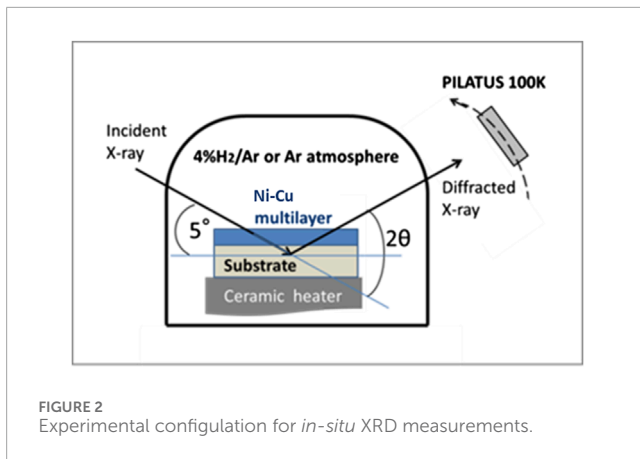 PILATUS 100K
Incident
X-ray
4%H2/Ar or Ar atmosphere
Diffracted
X-ray
Ni-Cu
multilayer
5°
2θ
Substrate
Ceramic heater
FIGURE 2
Experimental configulation for in-situ XRD measurements.